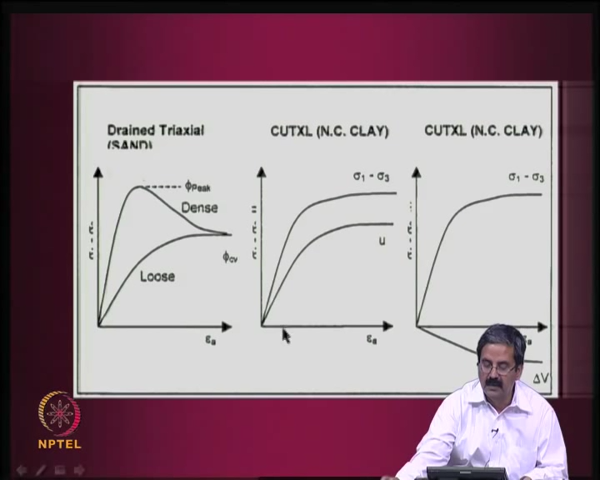 Drained Triaxial
(SAND)
CUTXL (N.C. CLAY)
CUTXL (N.C. CLAY)
σ₁ - σ₃
σ₁ - σ₃
ϕPeak
Dense
u
ϕcv
Loose
εa
εa
ΔV
NPTEL